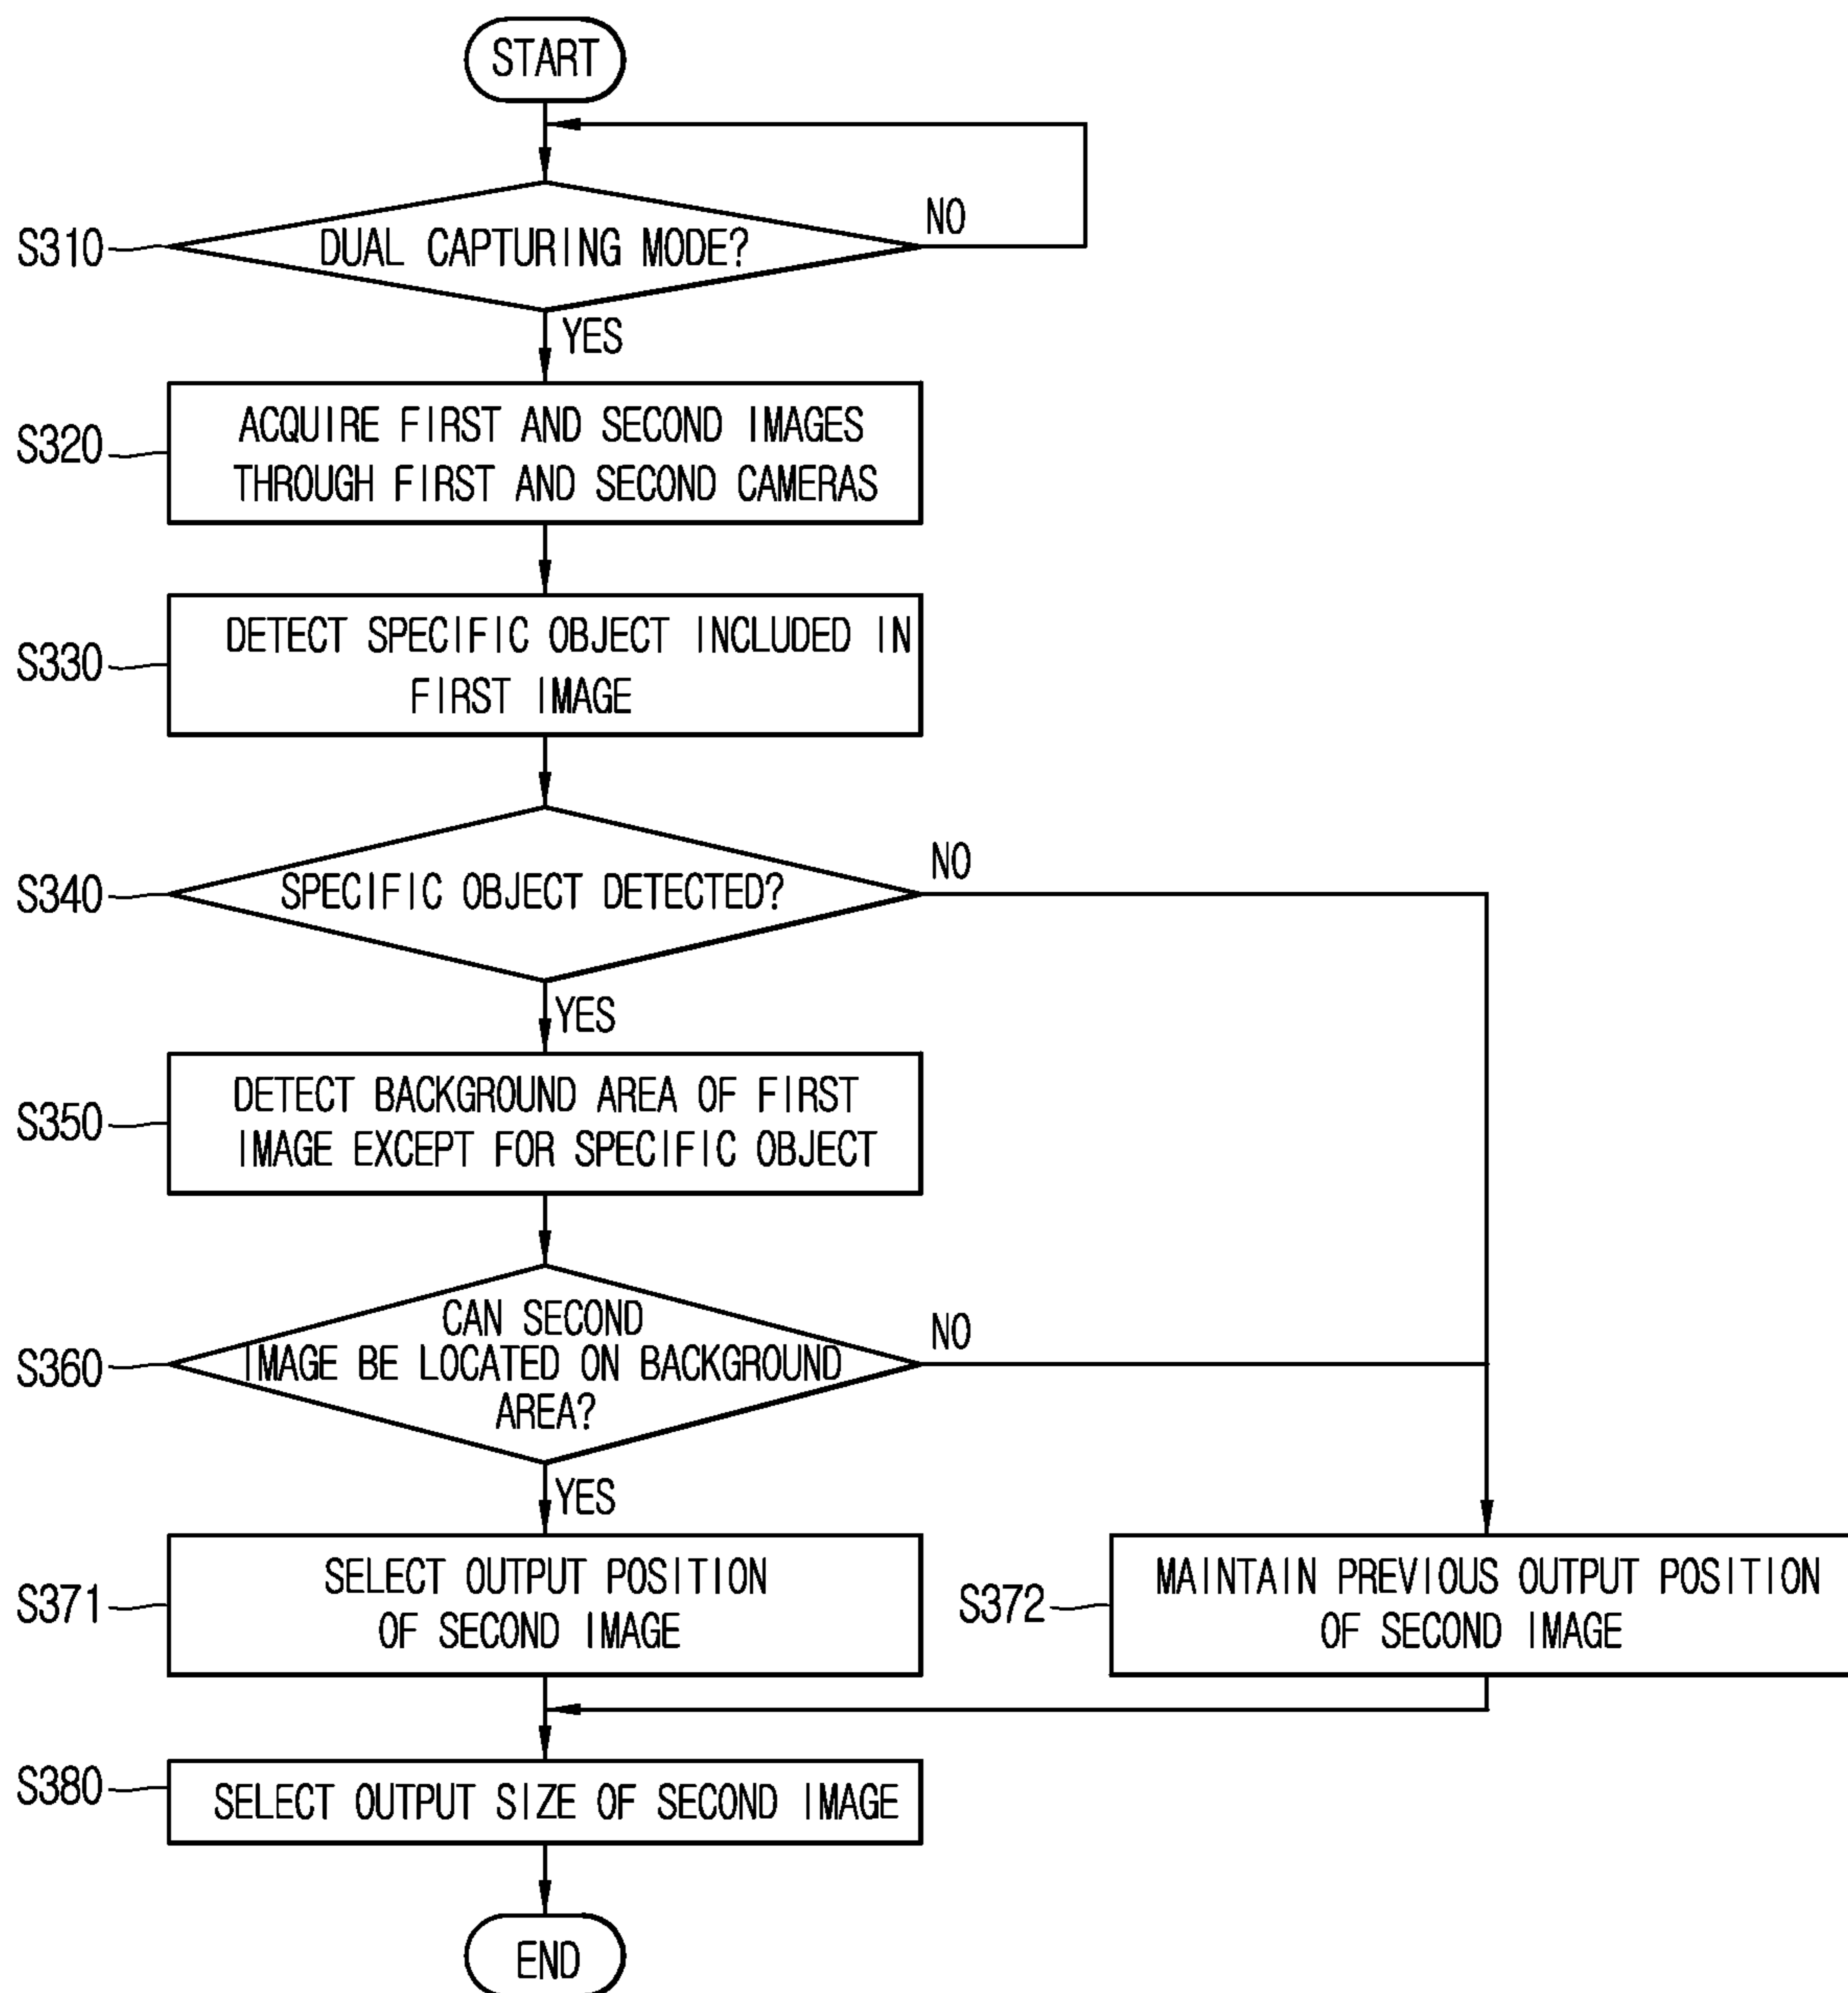 START
S310
DUAL CAPTURING MODE?
NO
YES
S320
ACQUIRE FIRST AND SECOND IMAGES
THROUGH FIRST AND SECOND CAMERAS
S330
DETECT SPECIFIC OBJECT INCLUDED IN
FIRST IMAGE
S340
SPECIFIC OBJECT DETECTED?
NO
YES
S350
DETECT BACKGROUND AREA OF FIRST
IMAGE EXCEPT FOR SPECIFIC OBJECT
S360
CAN SECOND
IMAGE BE LOCATED ON BACKGROUND
AREA?
NO
YES
S371
SELECT OUTPUT POSITION
OF SECOND IMAGE
S372
MAINTAIN PREVIOUS OUTPUT POSITION
OF SECOND IMAGE
S380
SELECT OUTPUT SIZE OF SECOND IMAGE
END